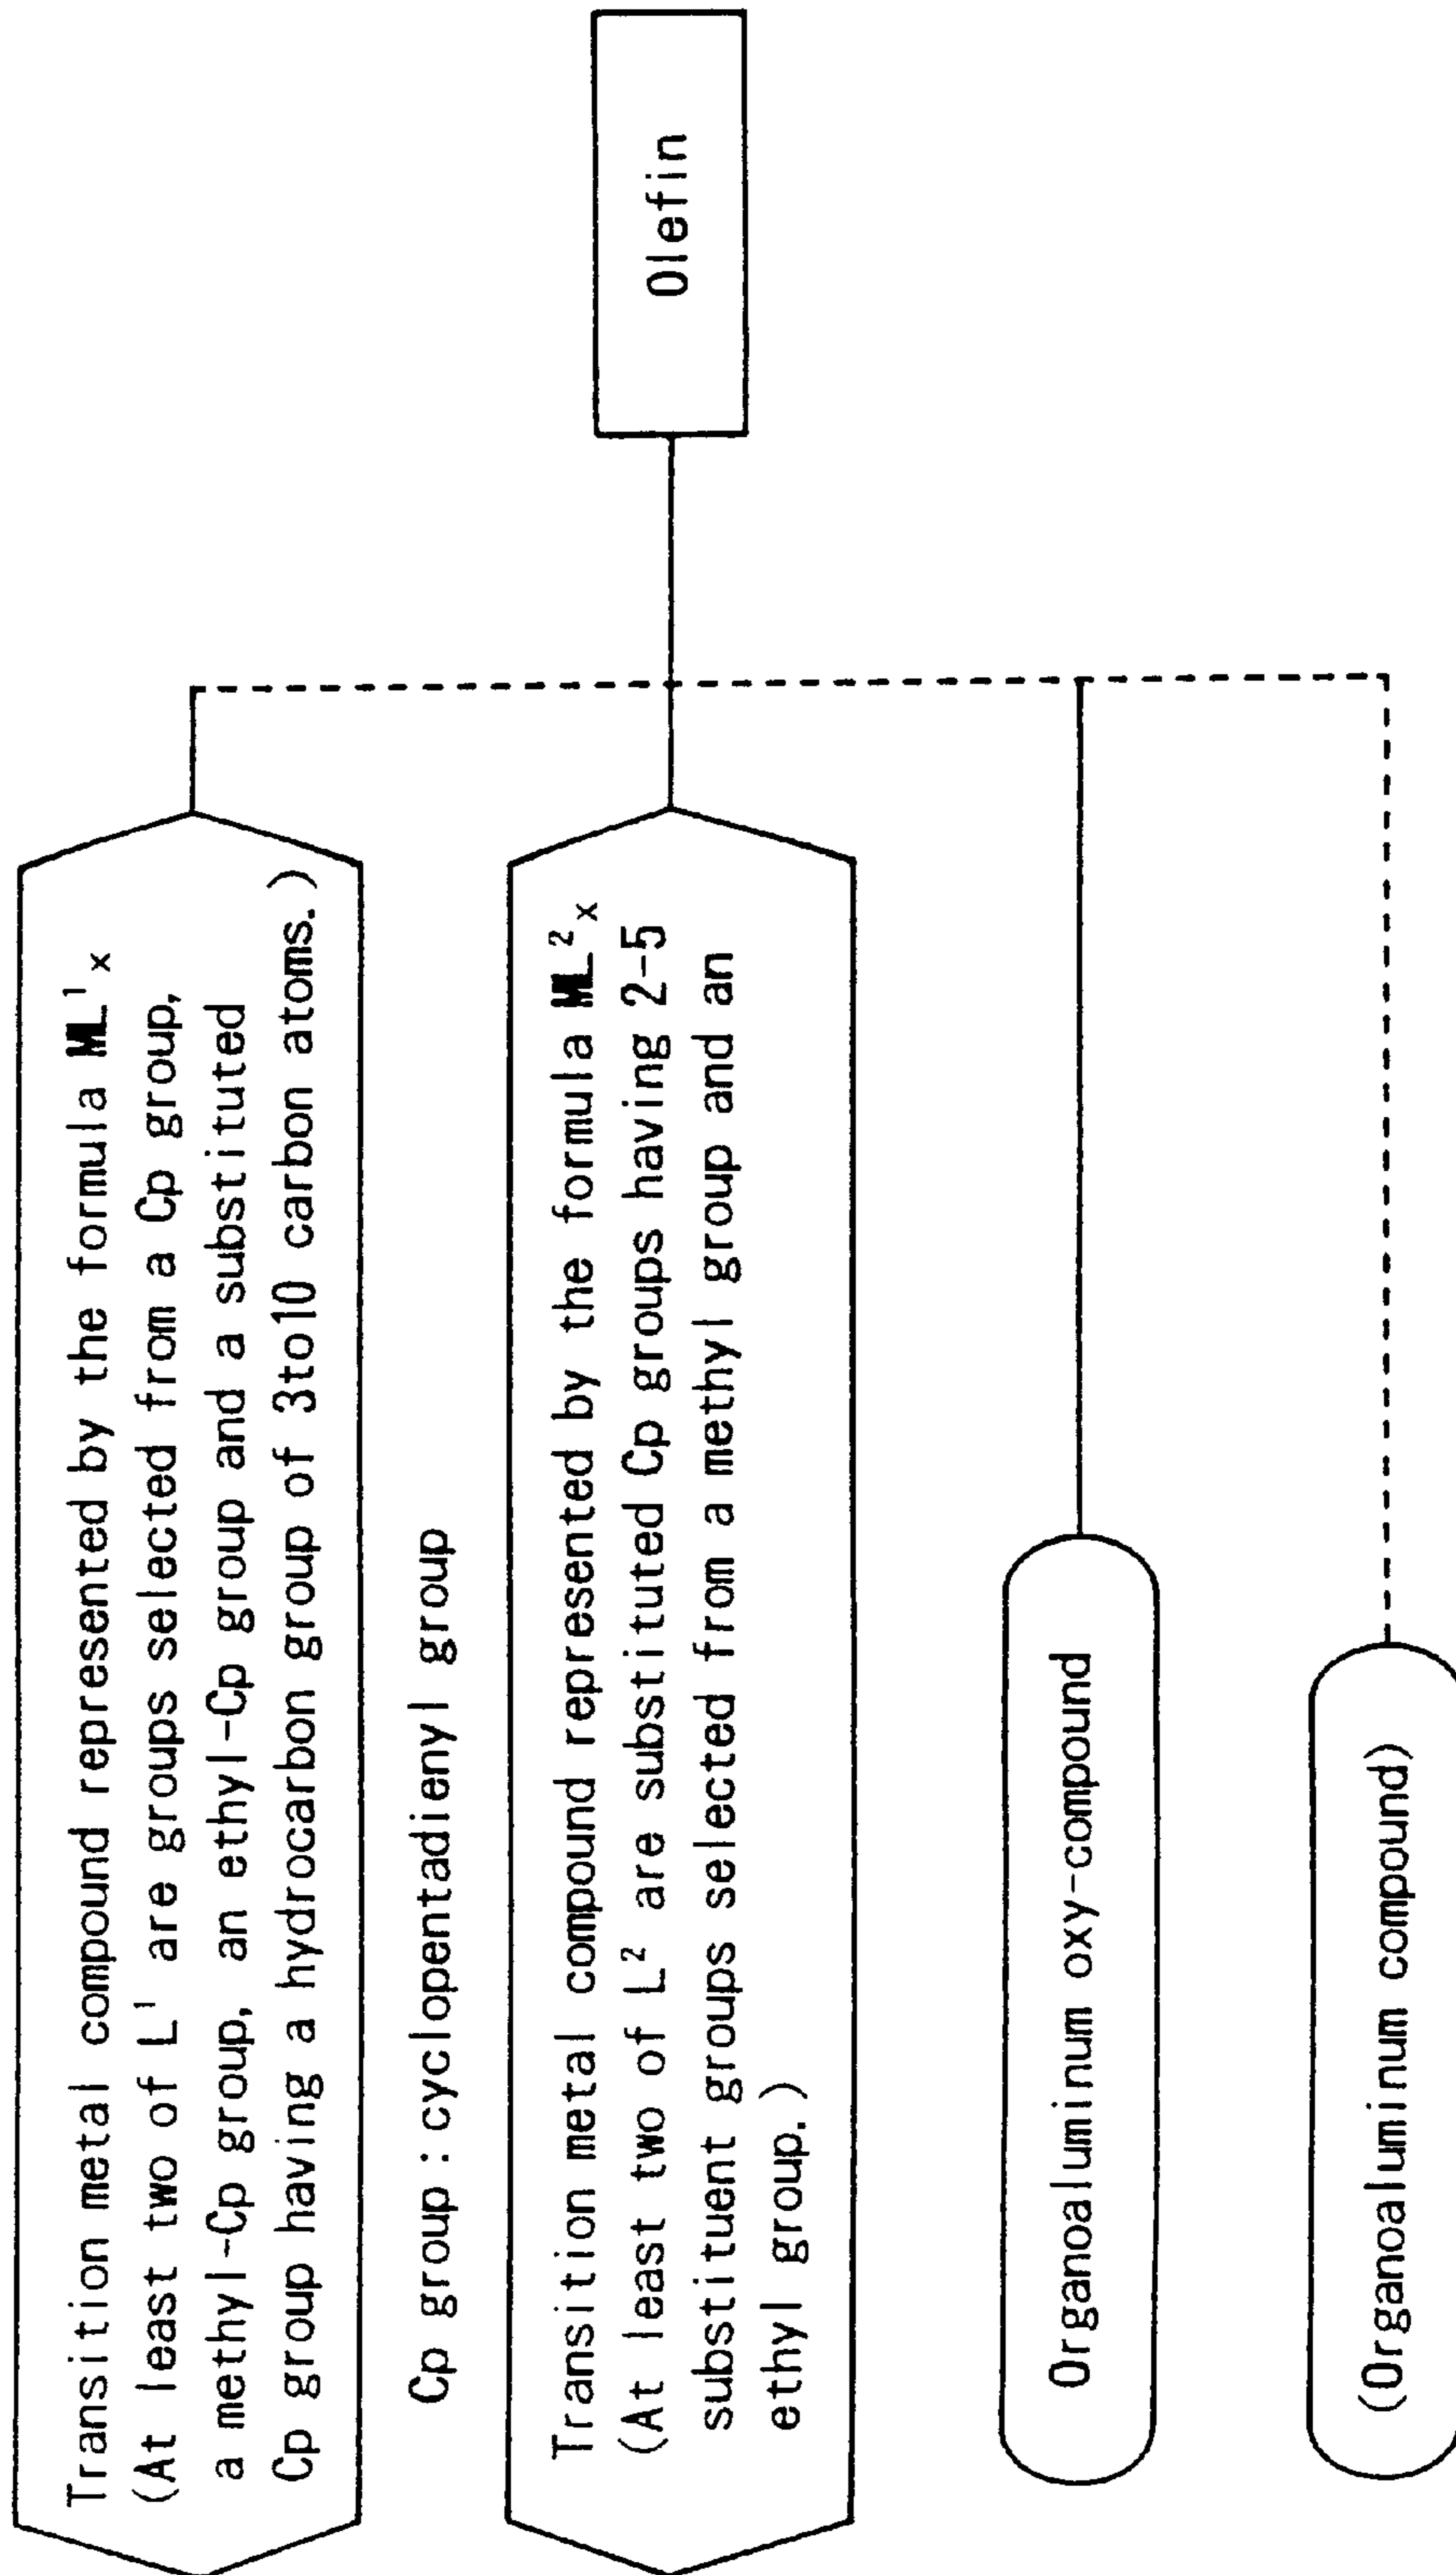 Transition metal compound represented by the formula ML¹ₓ
(At least two of L¹ are groups selected from a Cp group,
a methyl-Cp group, an ethyl-Cp group and a substituted
Cp group having a hydrocarbon group of 3to10 carbon atoms.)
Cp group : cyclopentadienyl group
Transition metal compound represented by the formula ML²ₓ
(At least two of L² are substituted Cp groups having 2-5
substituent groups selected from a methyl group and an
ethyl group.)
Organoaluminum oxy-compound
(Organoaluminum compound)
Olefin